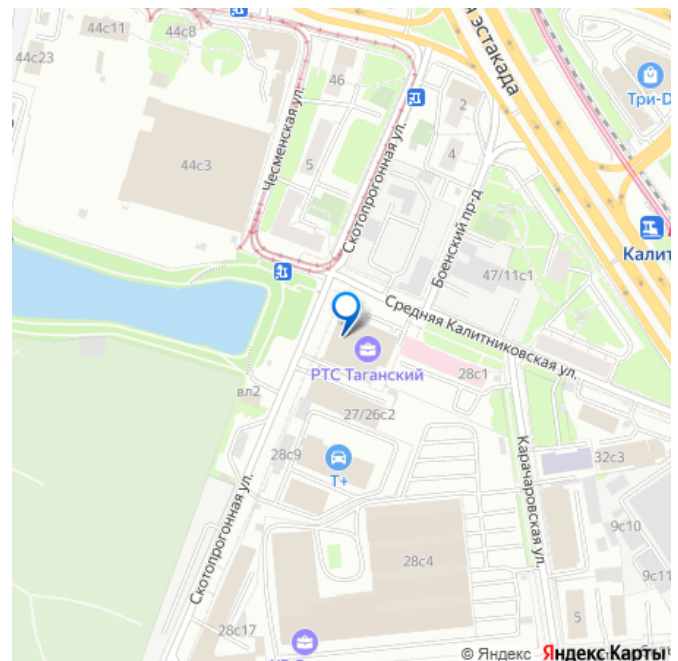 44с11
44с8
44с23
я эстакада
46
2
Три-D
Чесменская ул.
44с3
5
4
Скотопрогонная ул.
Боенский пр-д
Калит
47/11с1
Средняя Калитниковская ул.
РТС Таганский
28с1
вл2
27/26с2
28с9
Т+
32с3
Карачаровская ул.
Скотопрогонная ул.
9с10
28с4
9с11
5
28с17
© Яндекс Яндекс Карты